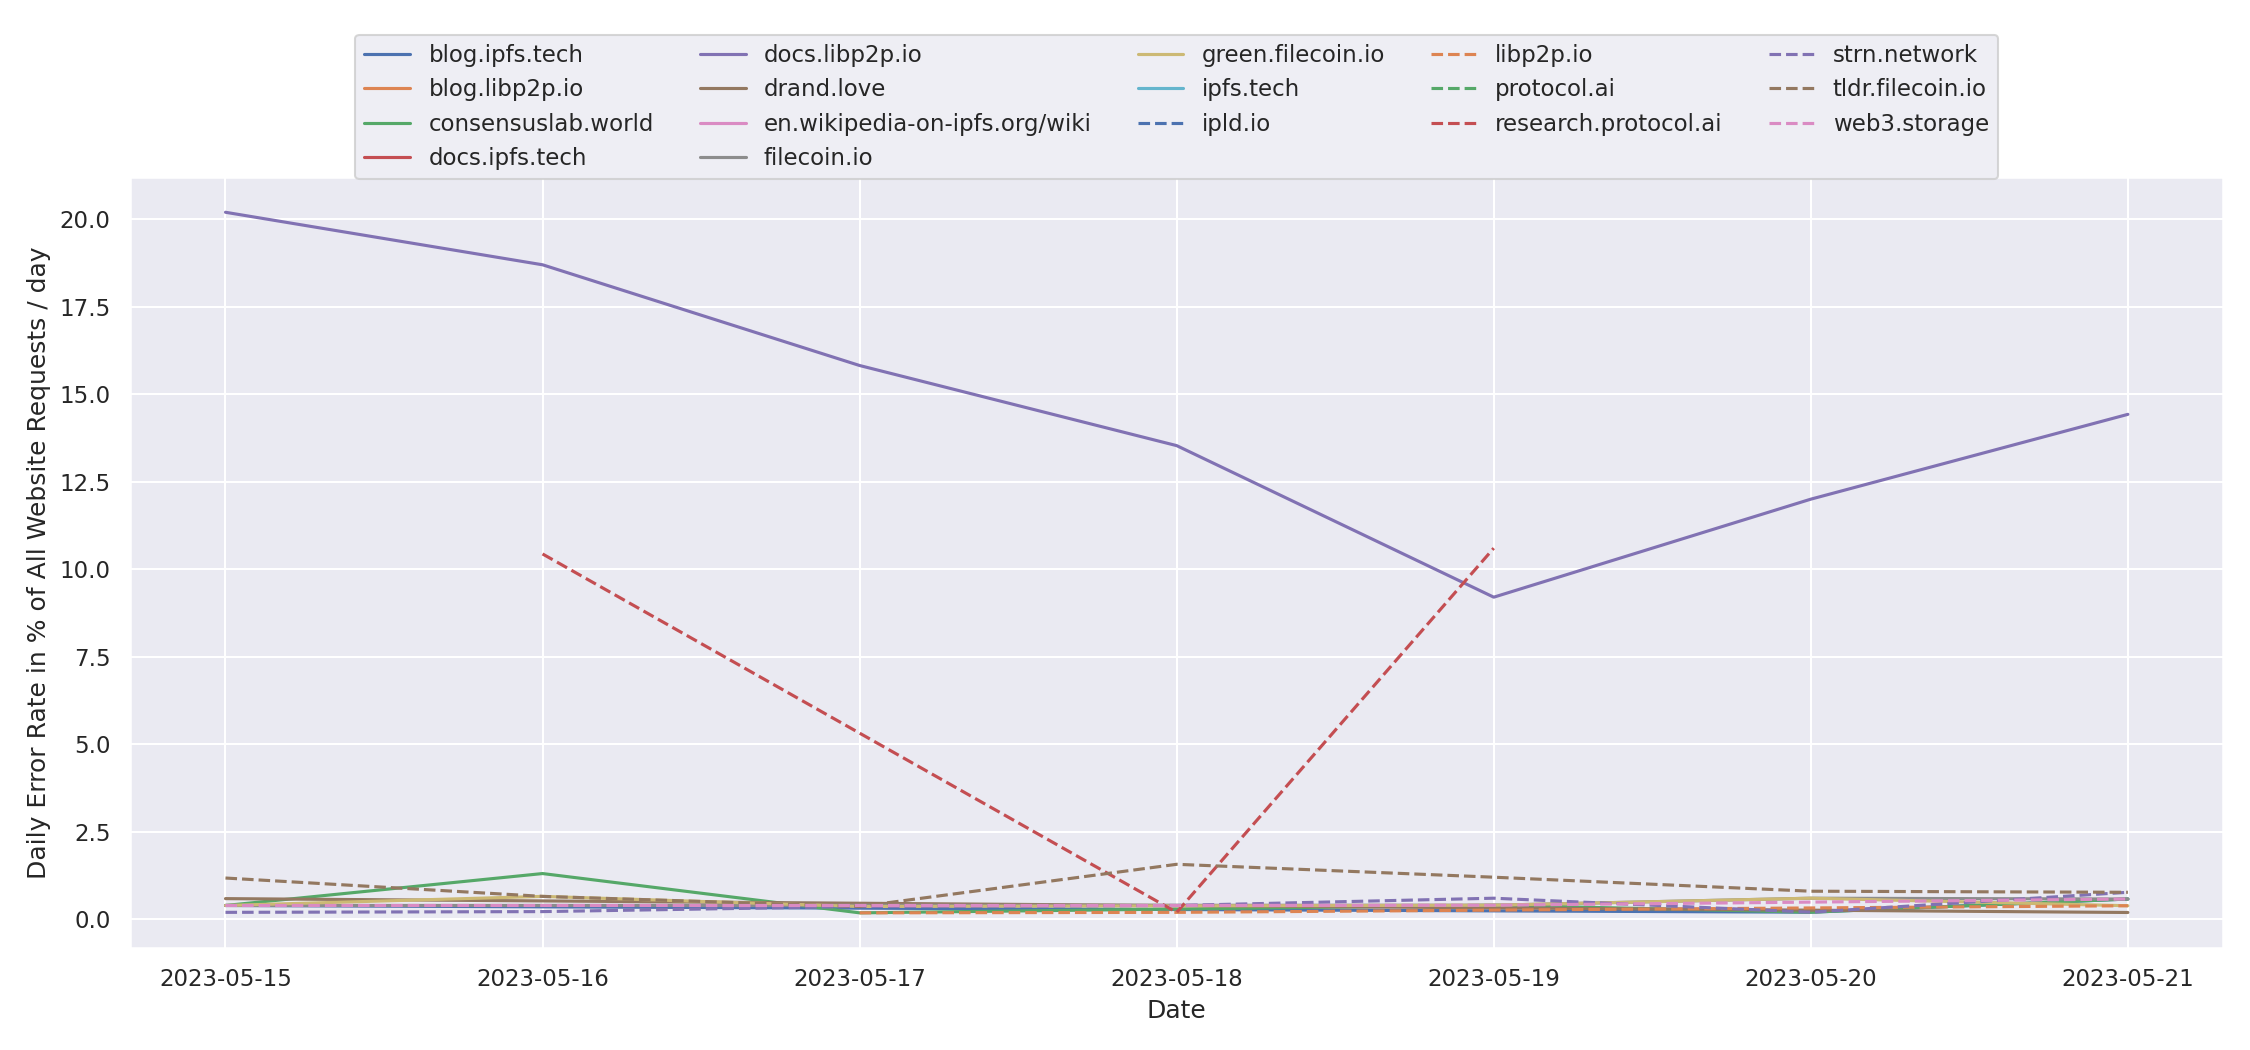 blog.ipfs.tech
blog.libp2p.io
consensuslab.world
docs.ipfs.tech
docs.libp2p.io
drand.love
en.wikipedia-on-ipfs.org/wiki
filecoin.io
green.filecoin.io
ipfs.tech
ipld.io
libp2p.io
protocol.ai
research.protocol.ai
strn.network
tldr.filecoin.io
web3.storage
Daily Error Rate in % of All Website Requests / day
20.0
17.5
15.0
12.5
10.0
7.5
5.0
2.5
0.0
2023-05-15 2023-05-16 2023-05-17 2023-05-18 2023-05-19 2023-05-20 2023-05-21
Date